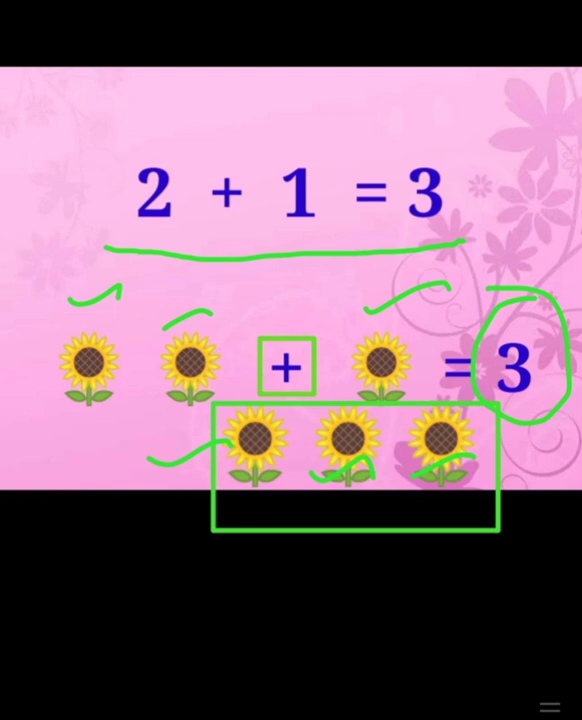 2 + 1 = 3
+ = 3